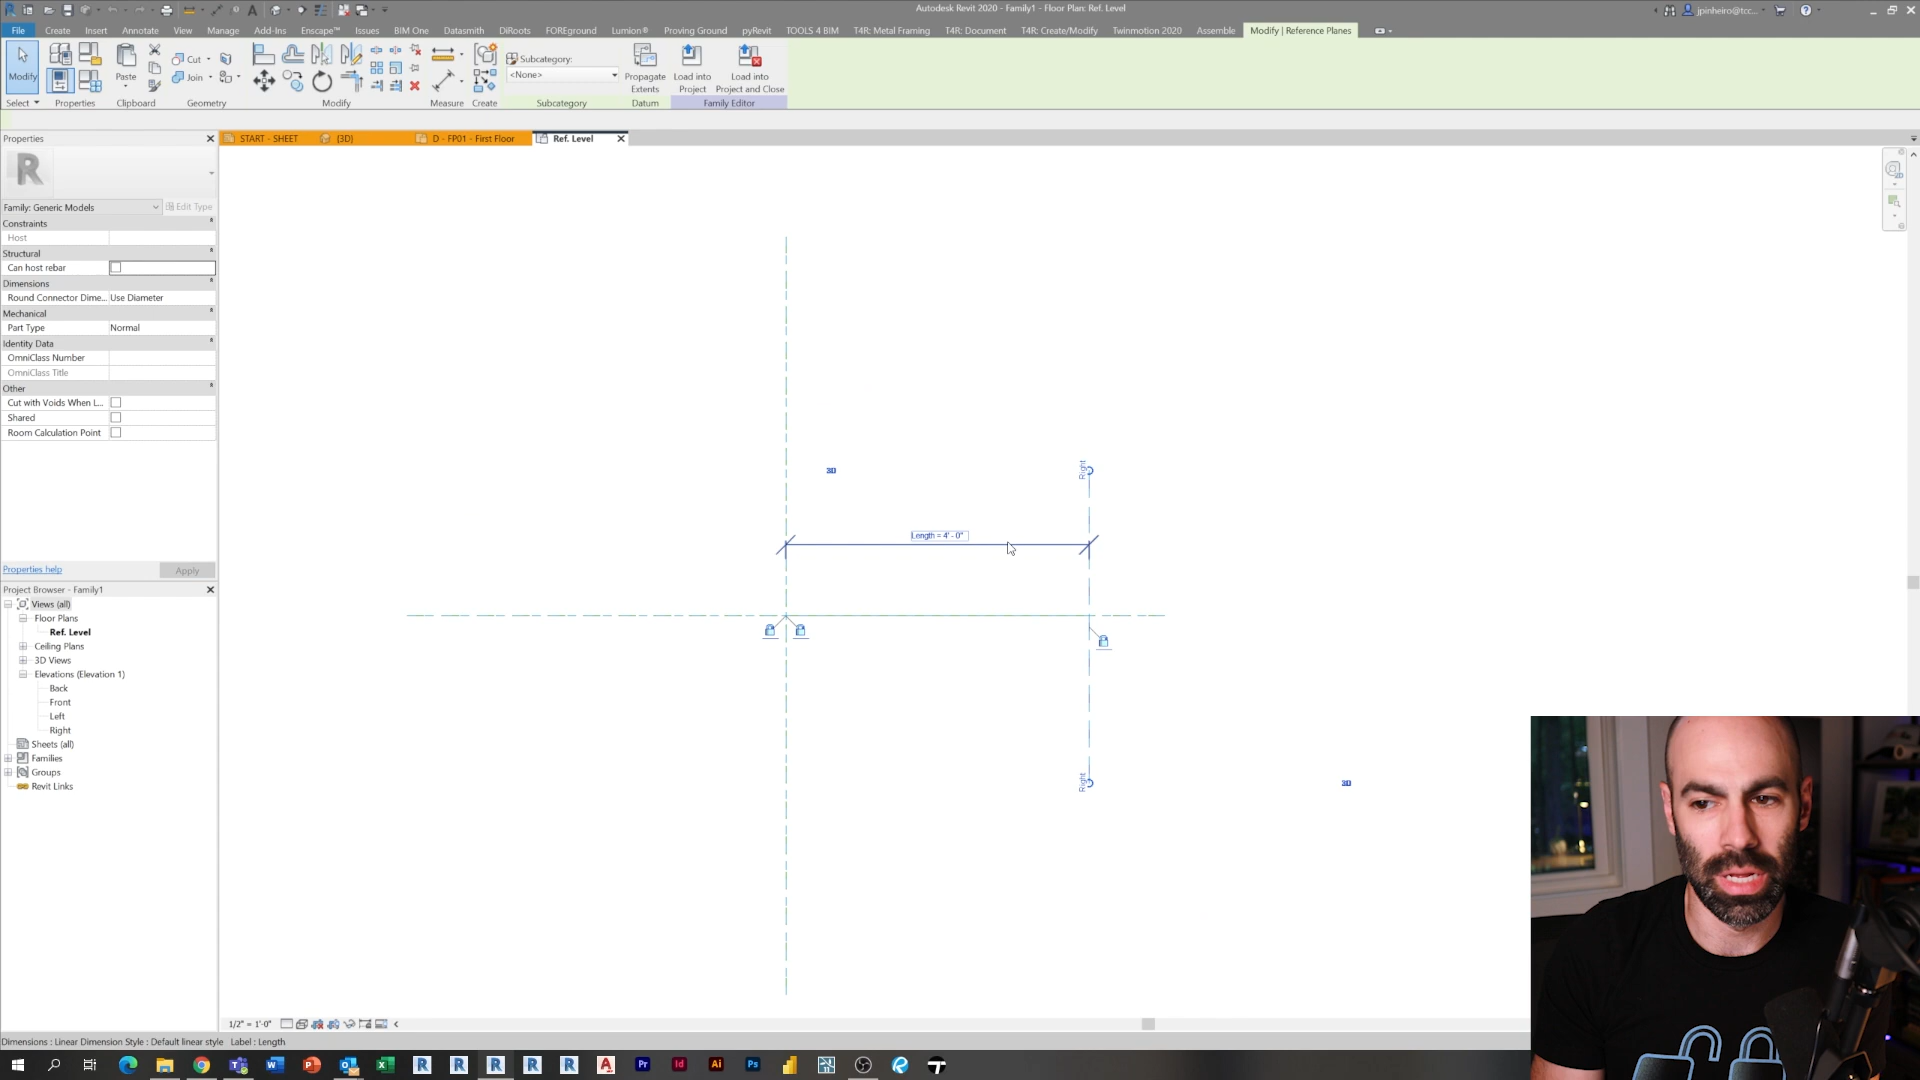 Autodesk Revit 2020 - Family1 - Floor Plan: Ref. Level
jpinheiro@tcc...
File Create Insert Annotate View Manage Add-Ins Enscape™ Issues BIM One Datasmith DiRoots FOREground Lumion® Proving Ground pyRevit TOOLS 4 BIM T4R: Metal Framing T4R: Document T4R: Create/Modify Twinmotion 2020 Assemble Modify | Reference Planes
Modify
Paste
Cut
Join
Subcategory:
<None>
Propagate Extents
Load into Project
Load into Project and Close
Select Properties Clipboard Geometry Modify Measure Create Subcategory Datum Family Editor
Properties
START - SHEET
{3D}
D - FP01 - First Floor
Ref. Level
R
Family: Generic Models
Edit Type
Constraints
Host
Structural
Can host rebar
Dimensions
Round Connector Dime... Use Diameter
Mechanical
Part Type Normal
Identity Data
OmniClass Number
OmniClass Title
Other
Cut with Voids When L...
Shared
Room Calculation Point
Properties help
Apply
Project Browser - Family1
Views (all)
Floor Plans
Ref. Level
Ceiling Plans
3D Views
Elevations (Elevation 1)
Back
Front
Left
Right
Sheets (all)
Families
Groups
Revit Links
3D
Right
Length = 4' - 0"
Right
3D
1/2" = 1'-0"
Dimensions : Linear Dimension Style : Default linear style Label : Length